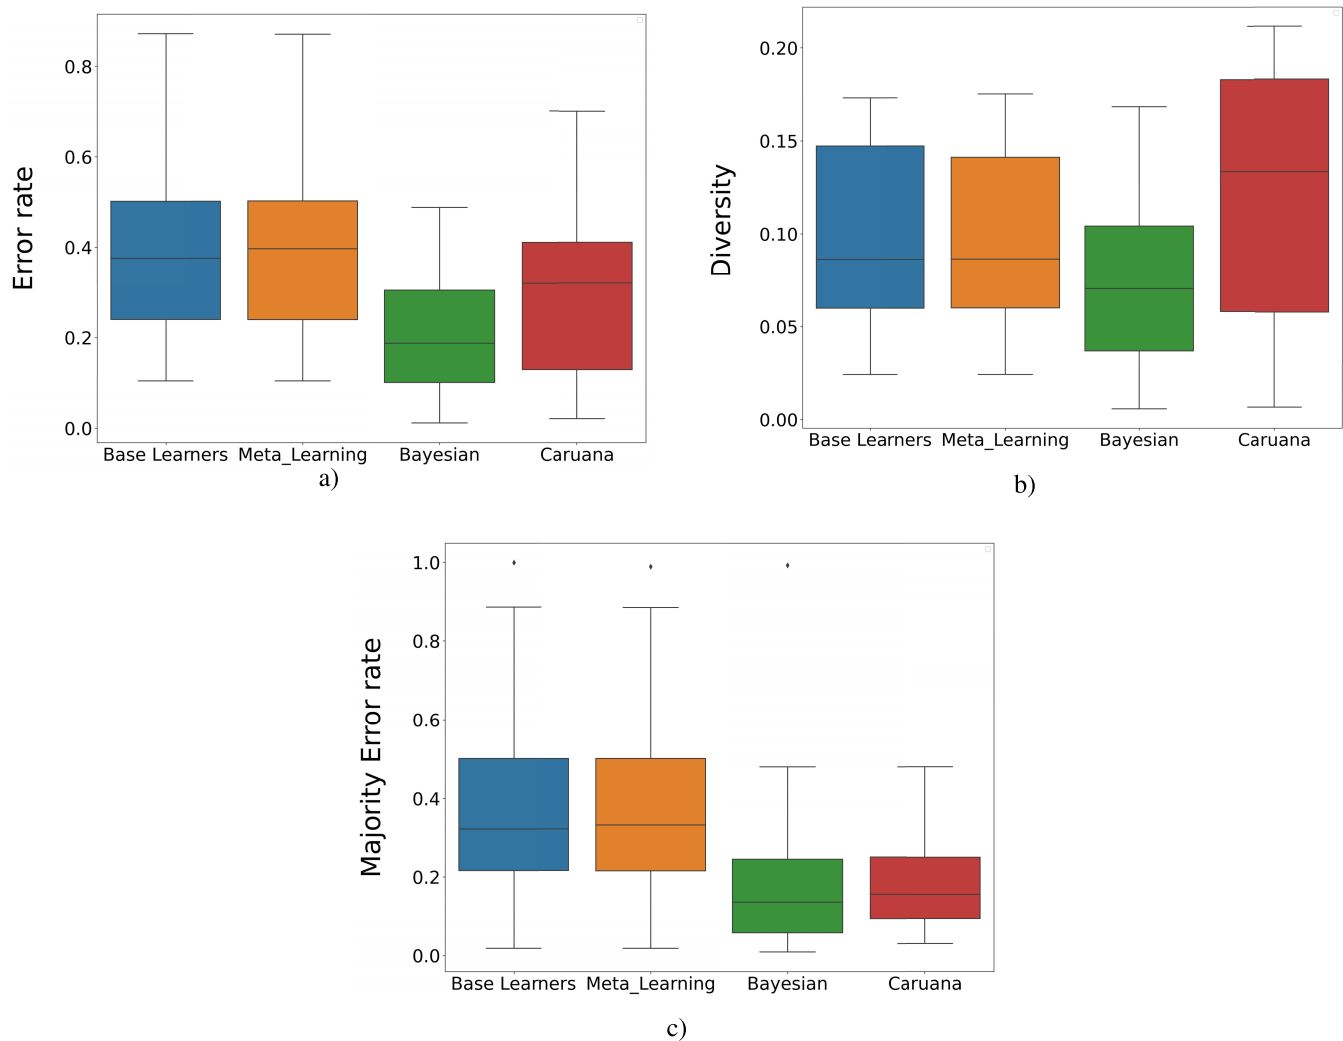 Error rate
0.8
0.6
0.4
0.2
0.0
Base Learners Meta_Learning Bayesian Caruana
a)
Diversity
0.20
0.15
0.10
0.05
0.00
Base Learners Meta_Learning Bayesian Caruana
b)
Majority Error rate
1.0
0.8
0.6
0.4
0.2
0.0
Base Learners Meta_Learning Bayesian Caruana
c)